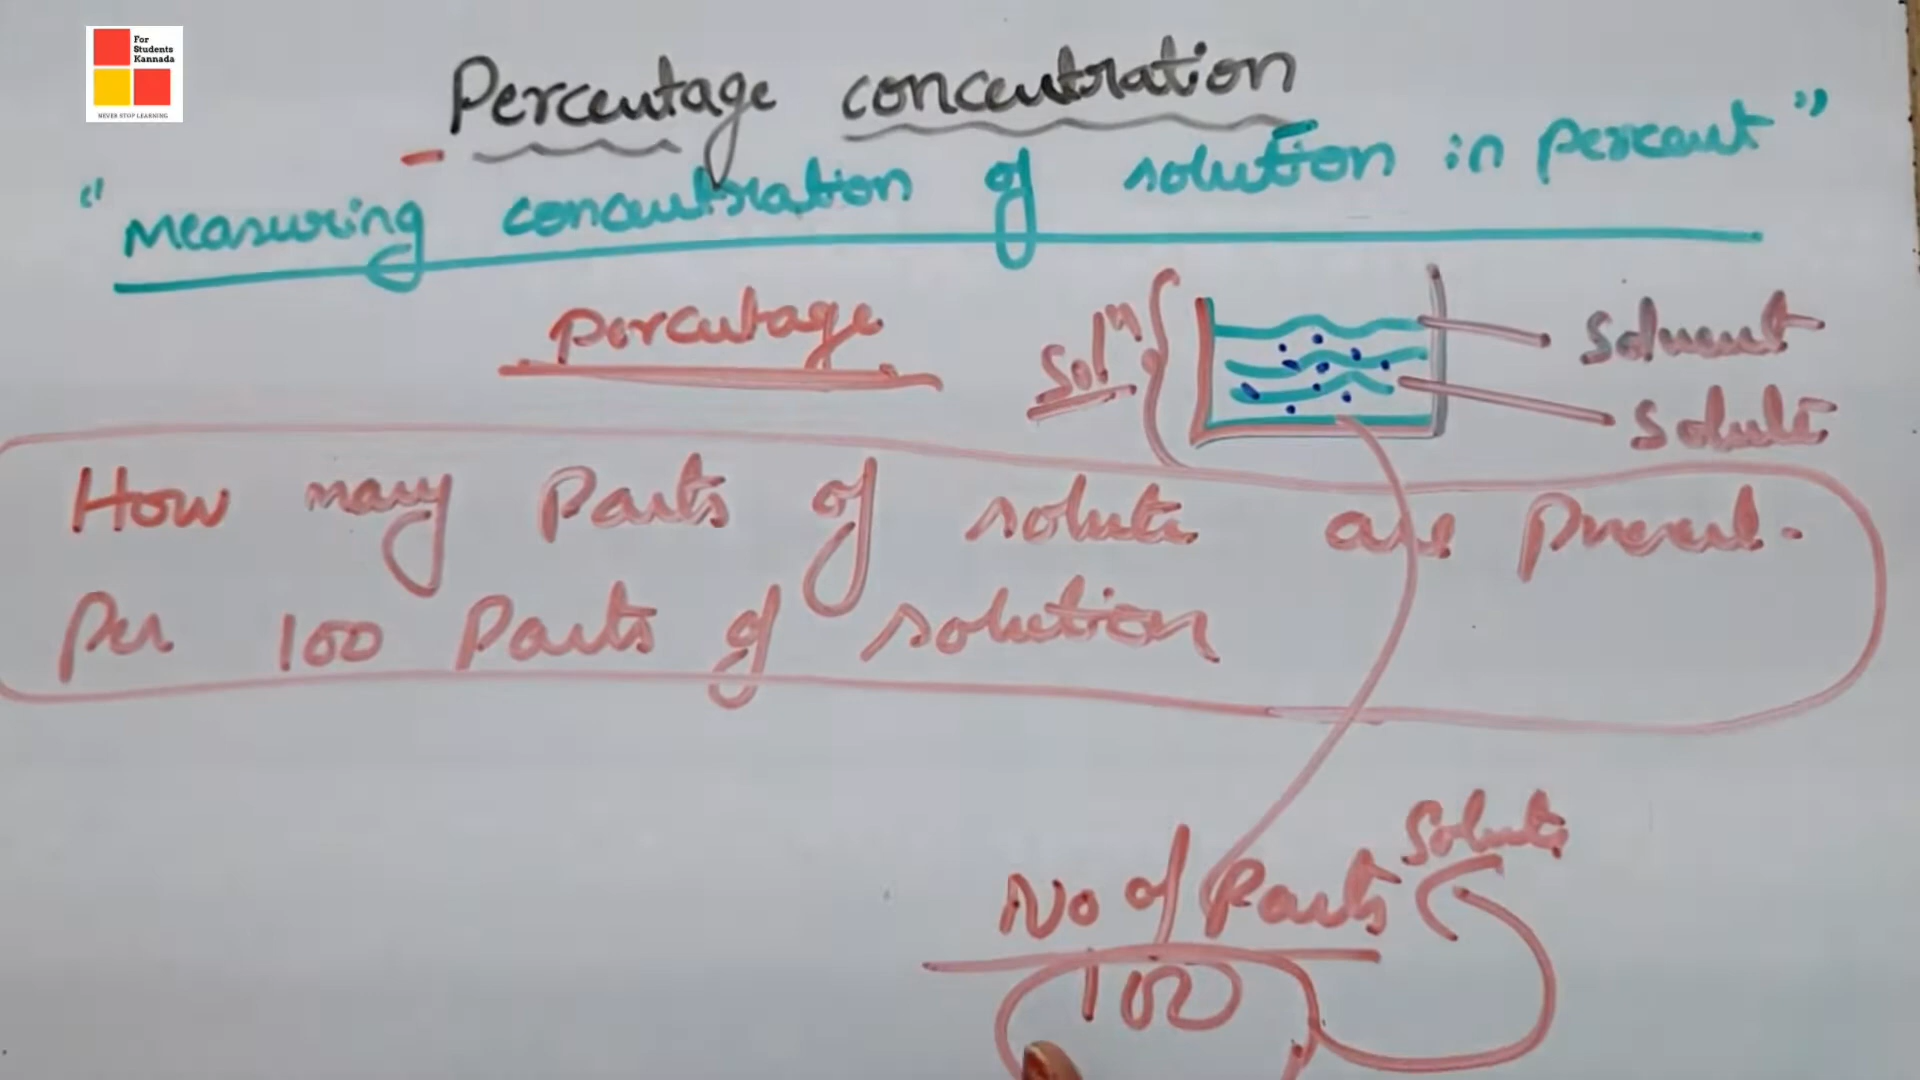 For
Students
Kannada
NEVER STOP LEARNING
Percentage concentration
"Measuring concentration of solution in percent"
Percentage
Solⁿ
Solvent
Solute
How many Parts of solute are Present.
Per 100 Parts of solution
No of Parts Solute
100